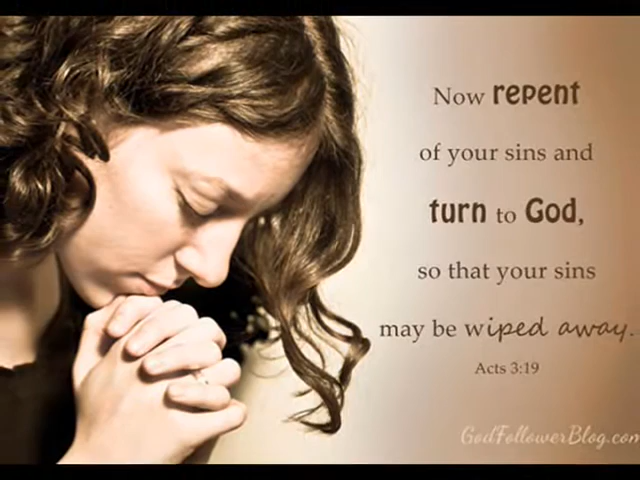 Now repent
of your sins and
turn to God,
so that your sins
may be wiped away.
Acts 3:19
GodFollowerBlog.com